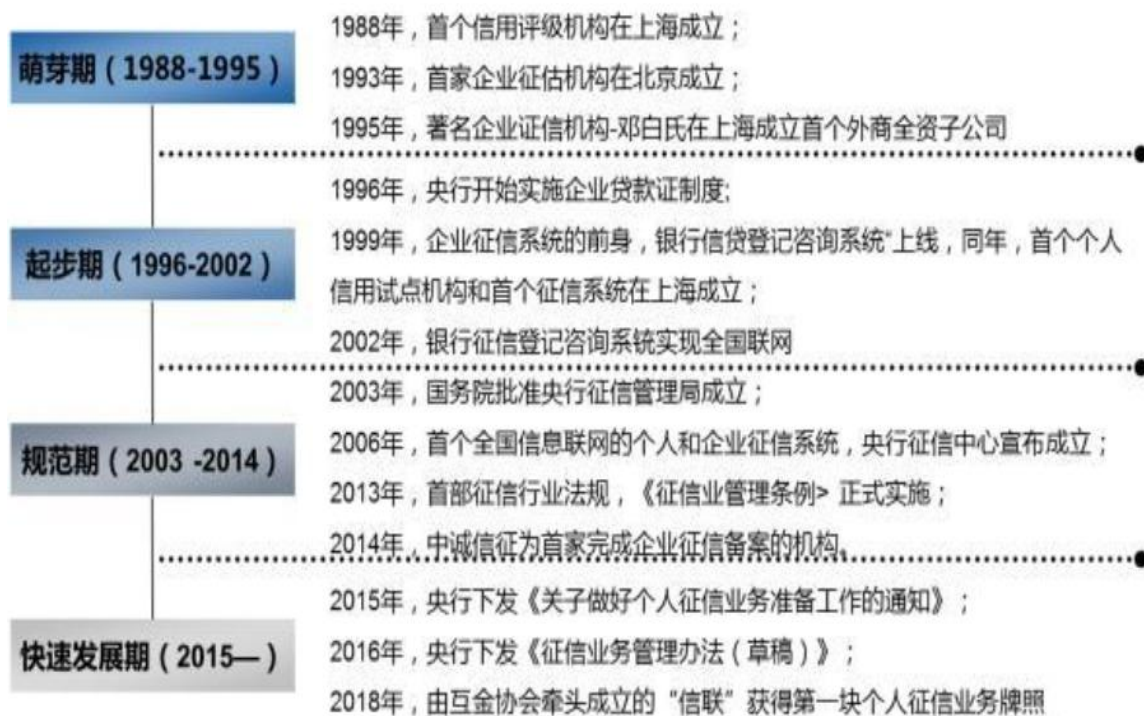 萌芽期（1988-1995）
1988年，首个信用评级机构在上海成立；
1993年，首家企业征估机构在北京成立；
1995年，著名企业证信机构-邓白氏在上海成立首个外商全资子公司
起步期（1996-2002）
1996年，央行开始实施企业贷款证制度;
1999年，企业征信系统的前身，银行信贷登记咨询系统“上线，同年，首个个人
信用试点机构和首个征信系统在上海成立；
2002年，银行征信登记咨询系统实现全国联网
规范期（2003 -2014）
2003年，国务院批准央行征信管理局成立；
2006年，首个全国信息联网的个人和企业征信系统，央行征信中心宣布成立；
2013年，首部征信行业法规，《征信业管理条例> 正式实施；
2014年，中诚信征为首家完成企业征信备案的机构。
快速发展期（2015—）
2015年，央行下发《关子做好个人征信业务准备工作的通知》；
2016年，央行下发《征信业务管理办法（草稿）》；
2018年，由互金协会牵头成立的“信联”获得第一块个人征信业务牌照